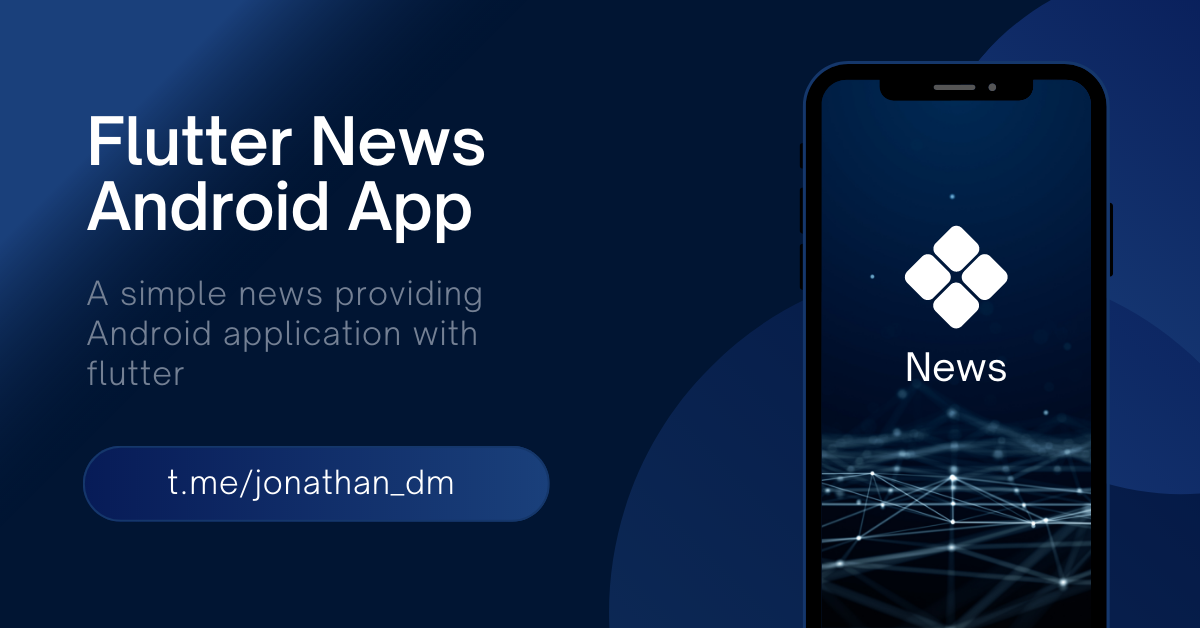 Flutter News
Android App
A simple news providing
Android application with
flutter
t.me/jonathan_dm
News